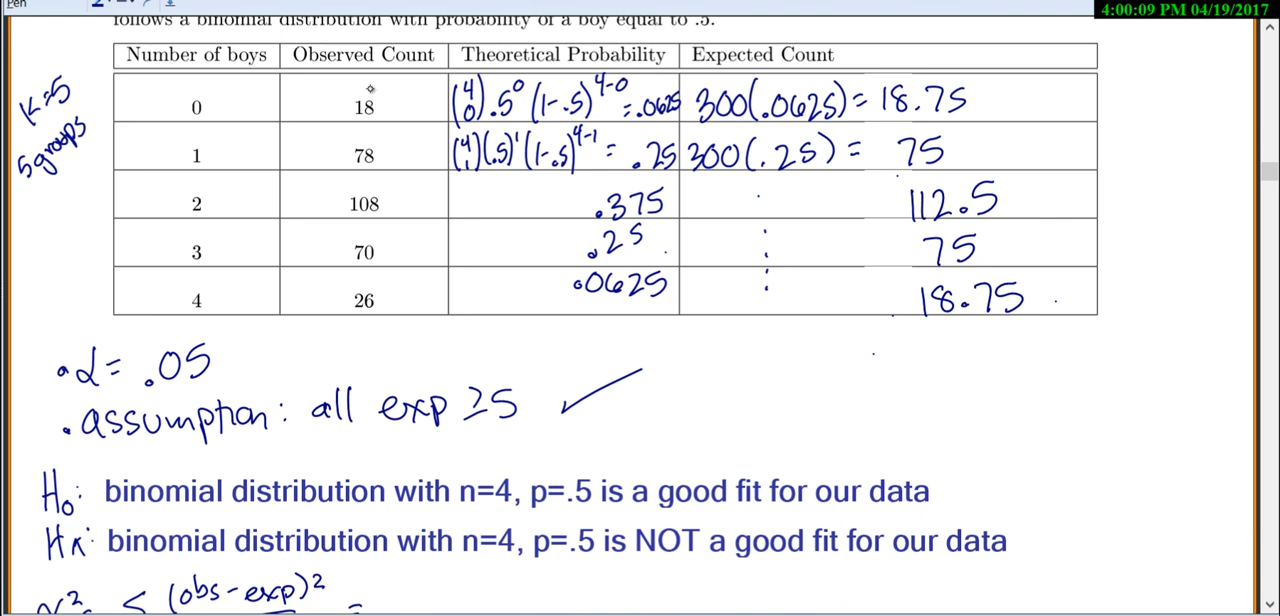 Pen
4:00:09 PM 04/19/2017
follows a binomial distribution with probability of a boy equal to .5.
Number of boys Observed Count Theoretical Probability Expected Count
0 18 (4 0) .5^0 (1-.5)^4-0 = .0625 300(.0625) = 18.75
1 78 (4 1)(.5)^1 (1-.5)^4-1 = .25 300(.25) = 75
2 108 .375 112.5
3 70 .25 75
4 26 .0625 18.75
K=5
5 groups
α = .05
assumption: all exp ≥5 ✓
H₀: binomial distribution with n=4, p=.5 is a good fit for our data
H_A: binomial distribution with n=4, p=.5 is NOT a good fit for our data
(obs-exp)² =